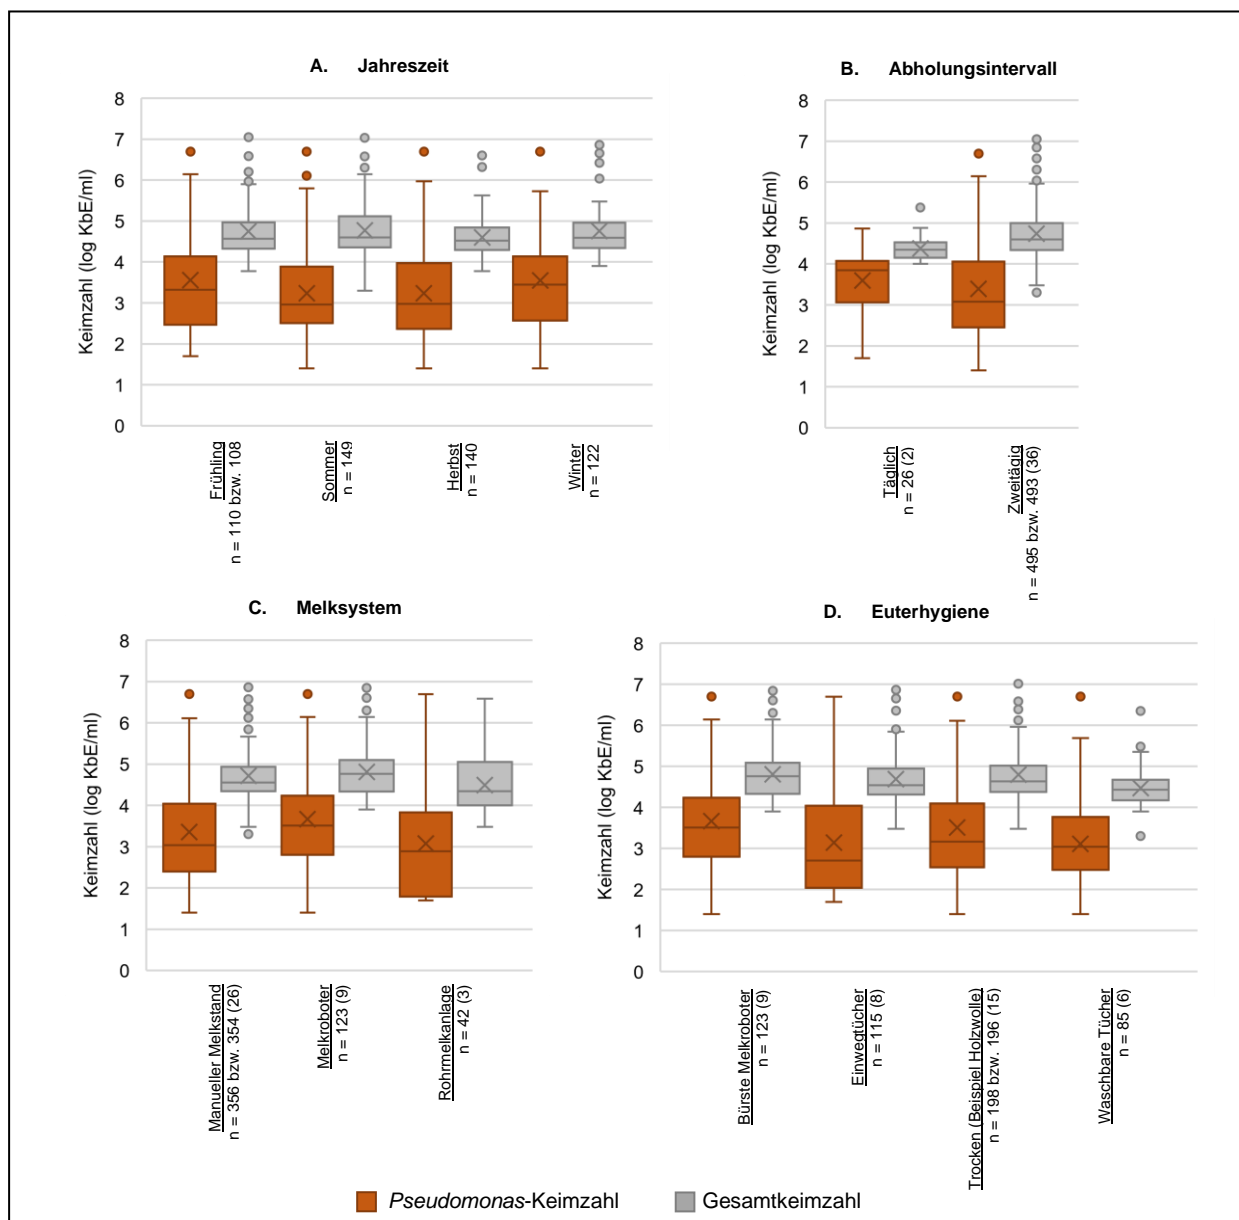 A. Jahreszeit
Keimzahl (log KbE/ml)
8
7
6
5
4
3
2
1
0
Frühling
n = 110 bzw. 108
Sommer
n = 149
Herbst
n = 140
Winter
n = 122
B. Abholungsintervall
Keimzahl (log KbE/ml)
8
7
6
5
4
3
2
1
0
Täglich
n = 26 (2)
Zweitägig
n = 495 bzw. 493 (36)
C. Melksystem
Keimzahl (log KbE/ml)
8
7
6
5
4
3
2
1
0
Manueller Melkstand
n = 356 bzw. 354 (26)
Melkroboter
n = 123 (9)
Rohrmelkanlage
n = 42 (3)
D. Euterhygiene
Keimzahl (log KbE/ml)
8
7
6
5
4
3
2
1
0
Bürste Melkroboter
n = 123 (9)
Einwegtücher
n = 115 (8)
Trocken (Beispiel Holzwolle)
n = 198 bzw. 196 (15)
Waschbare Tücher
n = 85 (6)
Pseudomonas-Keimzahl
Gesamtkeimzahl